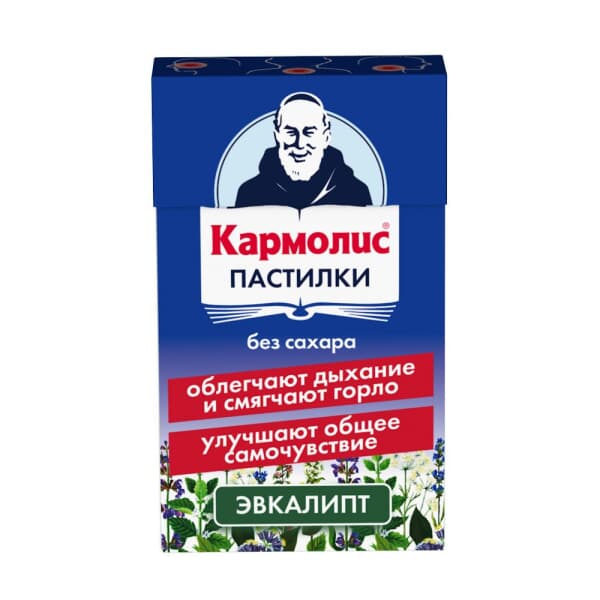 Кармолис®
ПАСТИЛКИ
без сахара
облегчают дыхание
и смягчают горло
улучшают общее
самочувствие
ЭВКАЛИПТ